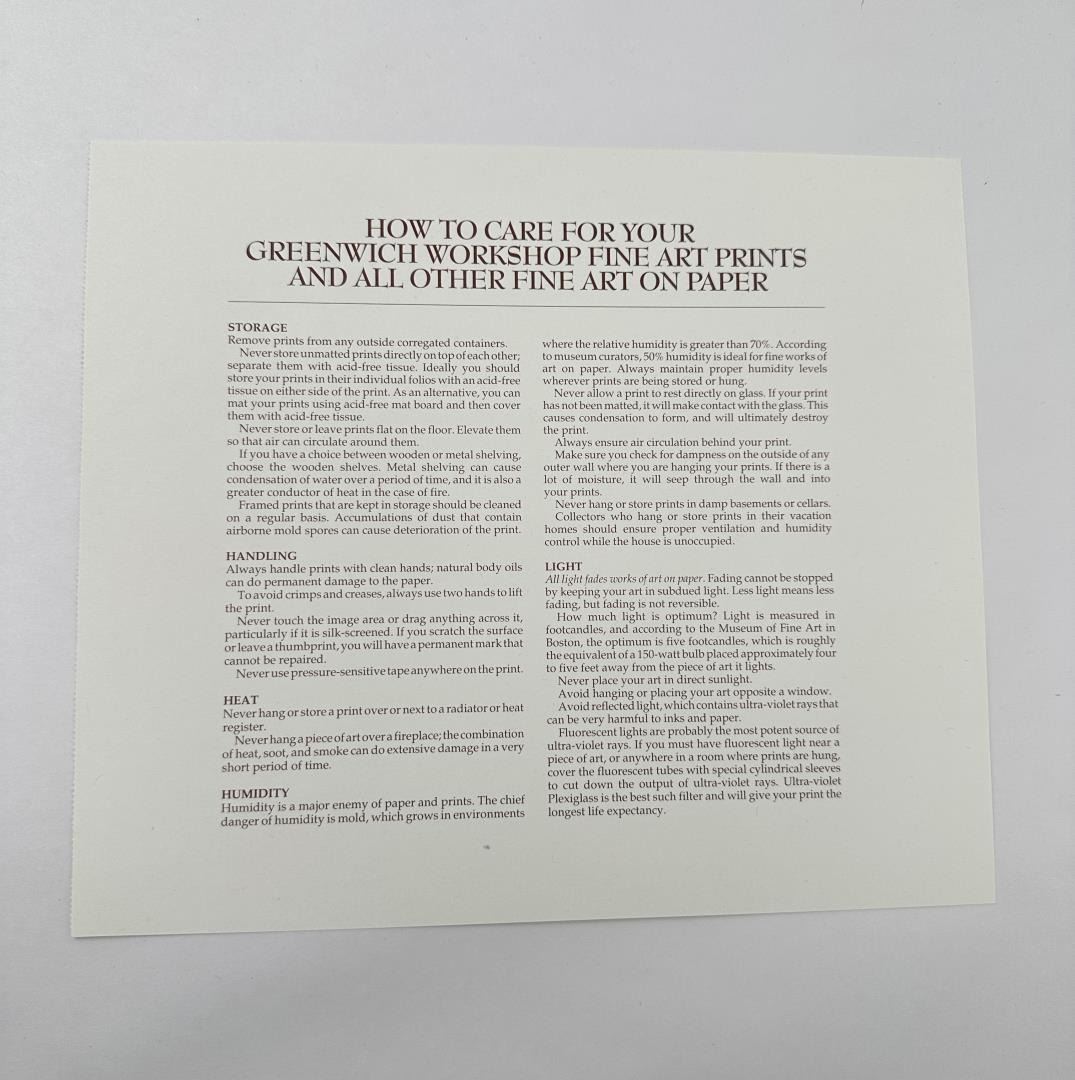 HOW TO CARE FOR YOUR
GREENWICH WORKSHOP FINE ART PRINTS
AND ALL OTHER FINE ART ON PAPER
STORAGE
Remove prints from any outside corregated containers.
Never store unmatted prints directly on top of each other;
separate them with acid-free tissue. Ideally you should
store your prints in their individual folios with an acid-free
tissue on either side of the print. As an alternative, you can
mat your prints using acid-free mat board and then cover
them with acid-free tissue.
Never store or leave prints flat on the floor. Elevate them
so that air can circulate around them.
If you have a choice between wooden or metal shelving,
choose the wooden shelves. Metal shelving can cause
condensation of water over a period of time, and it is also a
greater conductor of heat in the case of fire.
Framed prints that are kept in storage should be cleaned
on a regular basis. Accumulations of dust that contain
airborne mold spores can cause deterioration of the print.
HANDLING
Always handle prints with clean hands; natural body oils
can do permanent damage to the paper.
To avoid crimps and creases, always use two hands to lift
the print.
Never touch the image area or drag anything across it,
particularly if it is silk-screened. If you scratch the surface
or leave a thumbprint, you will have a permanent mark that
cannot be repaired.
Never use pressure-sensitive tape anywhere on the print.
HEAT
Never hang or store a print over or next to a radiator or heat
register.
Never hang a piece of art over a fireplace; the combination
of heat, soot, and smoke can do extensive damage in a very
short period of time.
HUMIDITY
Humidity is a major enemy of paper and prints. The chief
danger of humidity is mold, which grows in environments
where the relative humidity is greater than 70%. According
to museum curators, 50% humidity is ideal for fine works of
art on paper. Always maintain proper humidity levels
wherever prints are being stored or hung.
Never allow a print to rest directly on glass. If your print
has not been matted, it will make contact with the glass. This
causes condensation to form, and will ultimately destroy
the print.
Always ensure air circulation behind your print.
Make sure you check for dampness on the outside of any
outer wall where you are hanging your prints. If there is a
lot of moisture, it will seep through the wall and into
your prints.
Never hang or store prints in damp basements or cellars.
Collectors who hang or store prints in their vacation
homes should ensure proper ventilation and humidity
control while the house is unoccupied.
LIGHT
All light fades works of art on paper. Fading cannot be stopped
by keeping your art in subdued light. Less light means less
fading, but fading is not reversible.
How much light is optimum? Light is measured in
footcandles, and according to the Museum of Fine Art in
Boston, the optimum is five footcandles, which is roughly
the equivalent of a 150-watt bulb placed approximately four
to five feet away from the piece of art it lights.
Never place your art in direct sunlight.
Avoid hanging or placing your art opposite a window.
Avoid reflected light, which contains ultra-violet rays that
can be very harmful to inks and paper.
Fluorescent lights are probably the most potent source of
ultra-violet rays. If you must have fluorescent light near a
piece of art, or anywhere in a room where prints are hung,
cover the fluorescent tubes with special cylindrical sleeves
to cut down the output of ultra-violet rays. Ultra-violet
Plexiglass is the best such filter and will give your print the
longest life expectancy.